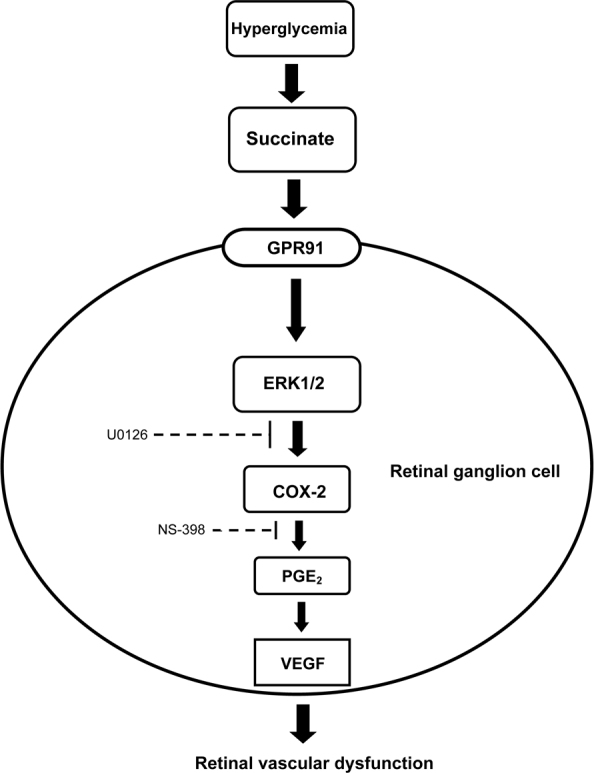 Hyperglycemia
Succinate
GPR91
ERK1/2
U0126
Retinal ganglion cell
COX-2
NS-398
PGE₂
VEGF
Retinal vascular dysfunction